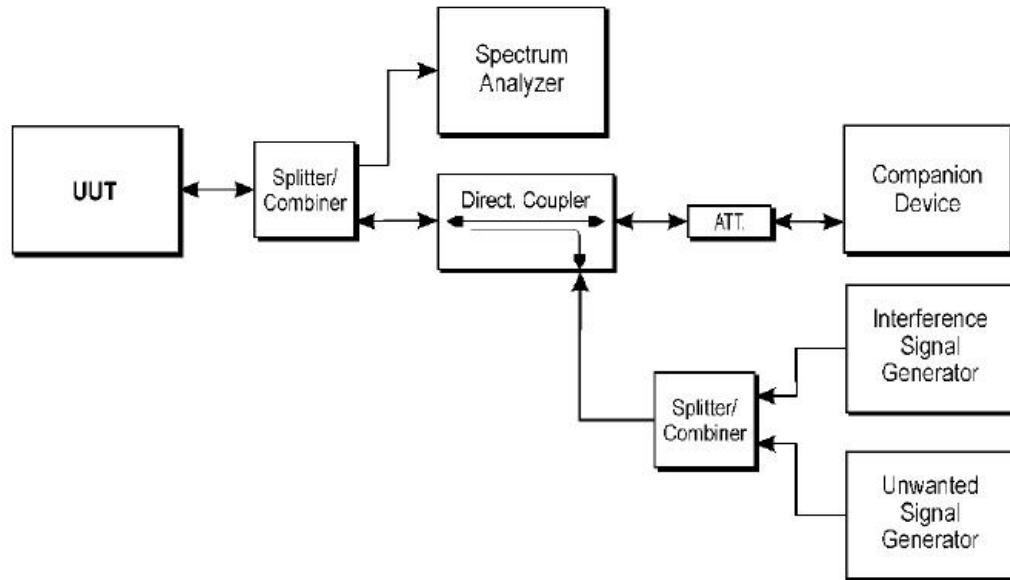 Spectrum
Analyzer
UUT
Splitter/
Combiner
Direct. Coupler
ATT.
Companion
Device
Interference
Signal
Generator
Splitter/
Combiner
Unwanted
Signal
Generator